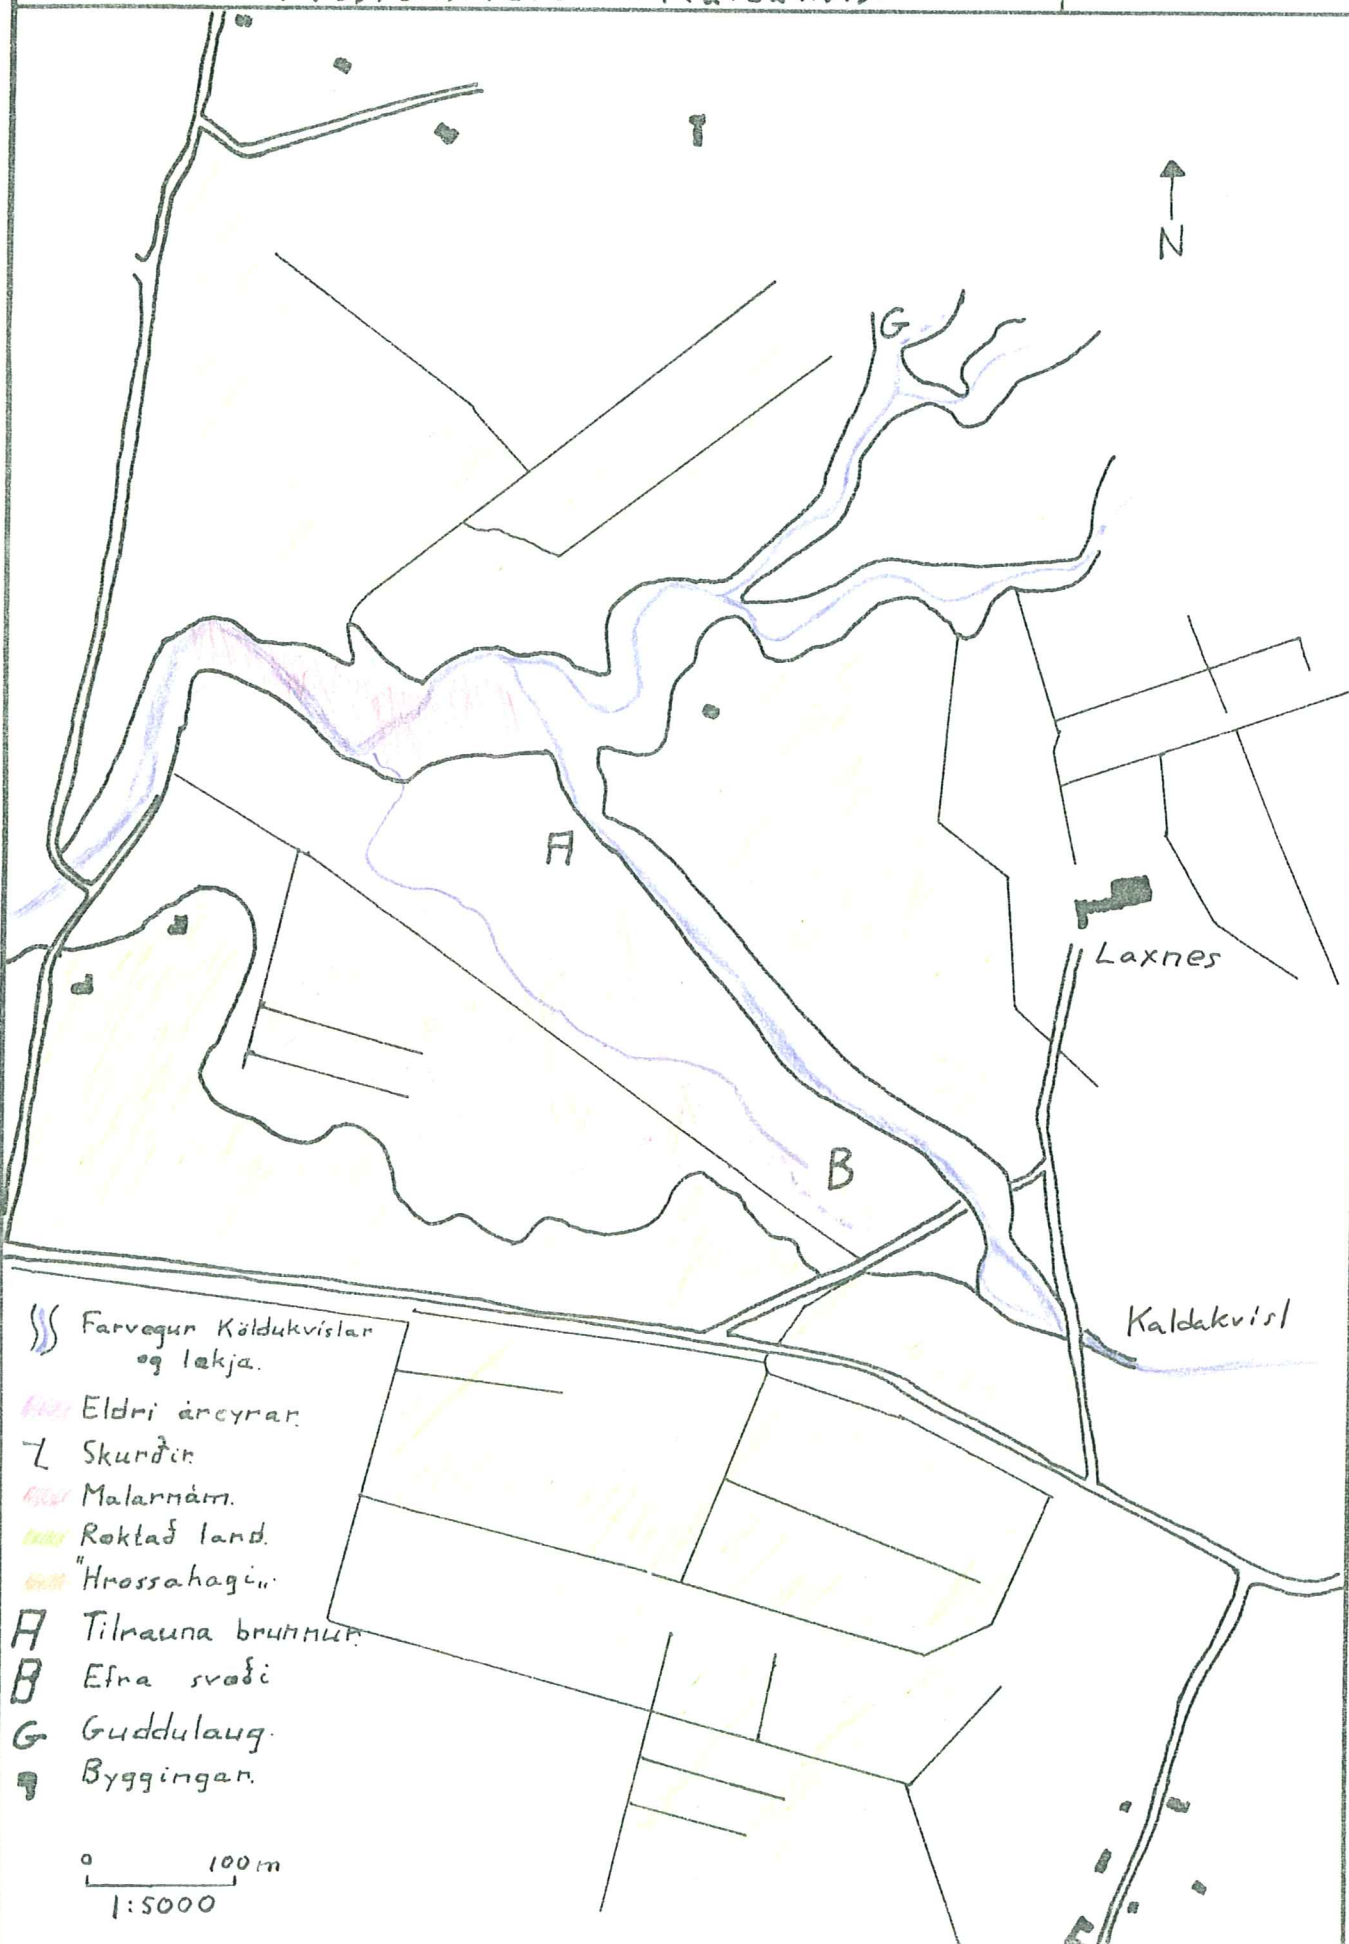 G
N
A
Laxnes
B
Kaldakvísl
Farvegur Köldukvíslar
og lækja.
Eldri áreyrar.
Skurðir.
Malarnám.
Ræktað land.
"Hrossahagi„.
A Tilrauna brunnur.
B Efra svæði
G Guddulaug.
Byggingar.
0 100 m
1:5000